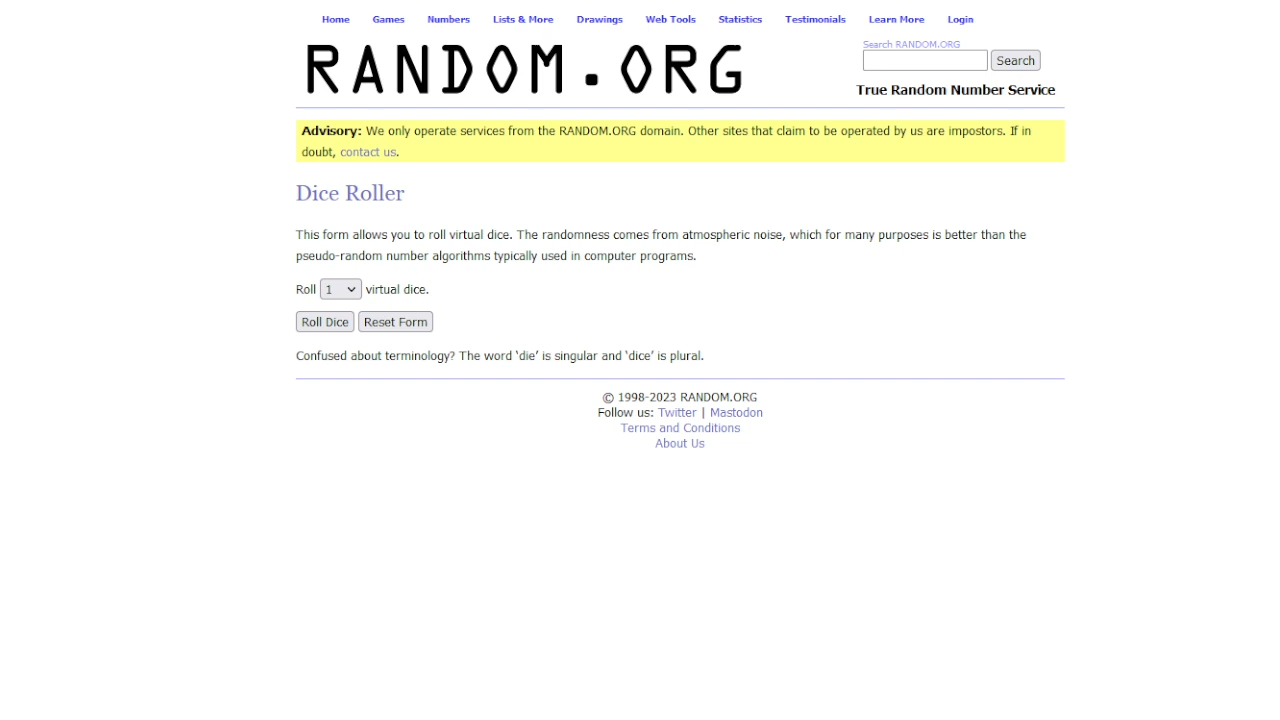 Home Games Numbers Lists & More Drawings Web Tools Statistics Testimonials Learn More Login
RANDOM.ORG
Search RANDOM.ORG
Search
True Random Number Service
Advisory: We only operate services from the RANDOM.ORG domain. Other sites that claim to be operated by us are impostors. If in
doubt, contact us.
Dice Roller
This form allows you to roll virtual dice. The randomness comes from atmospheric noise, which for many purposes is better than the
pseudo-random number algorithms typically used in computer programs.
Roll 1 virtual dice.
Roll Dice Reset Form
Confused about terminology? The word ‘die’ is singular and ‘dice’ is plural.
© 1998-2023 RANDOM.ORG
Follow us: Twitter | Mastodon
Terms and Conditions
About Us